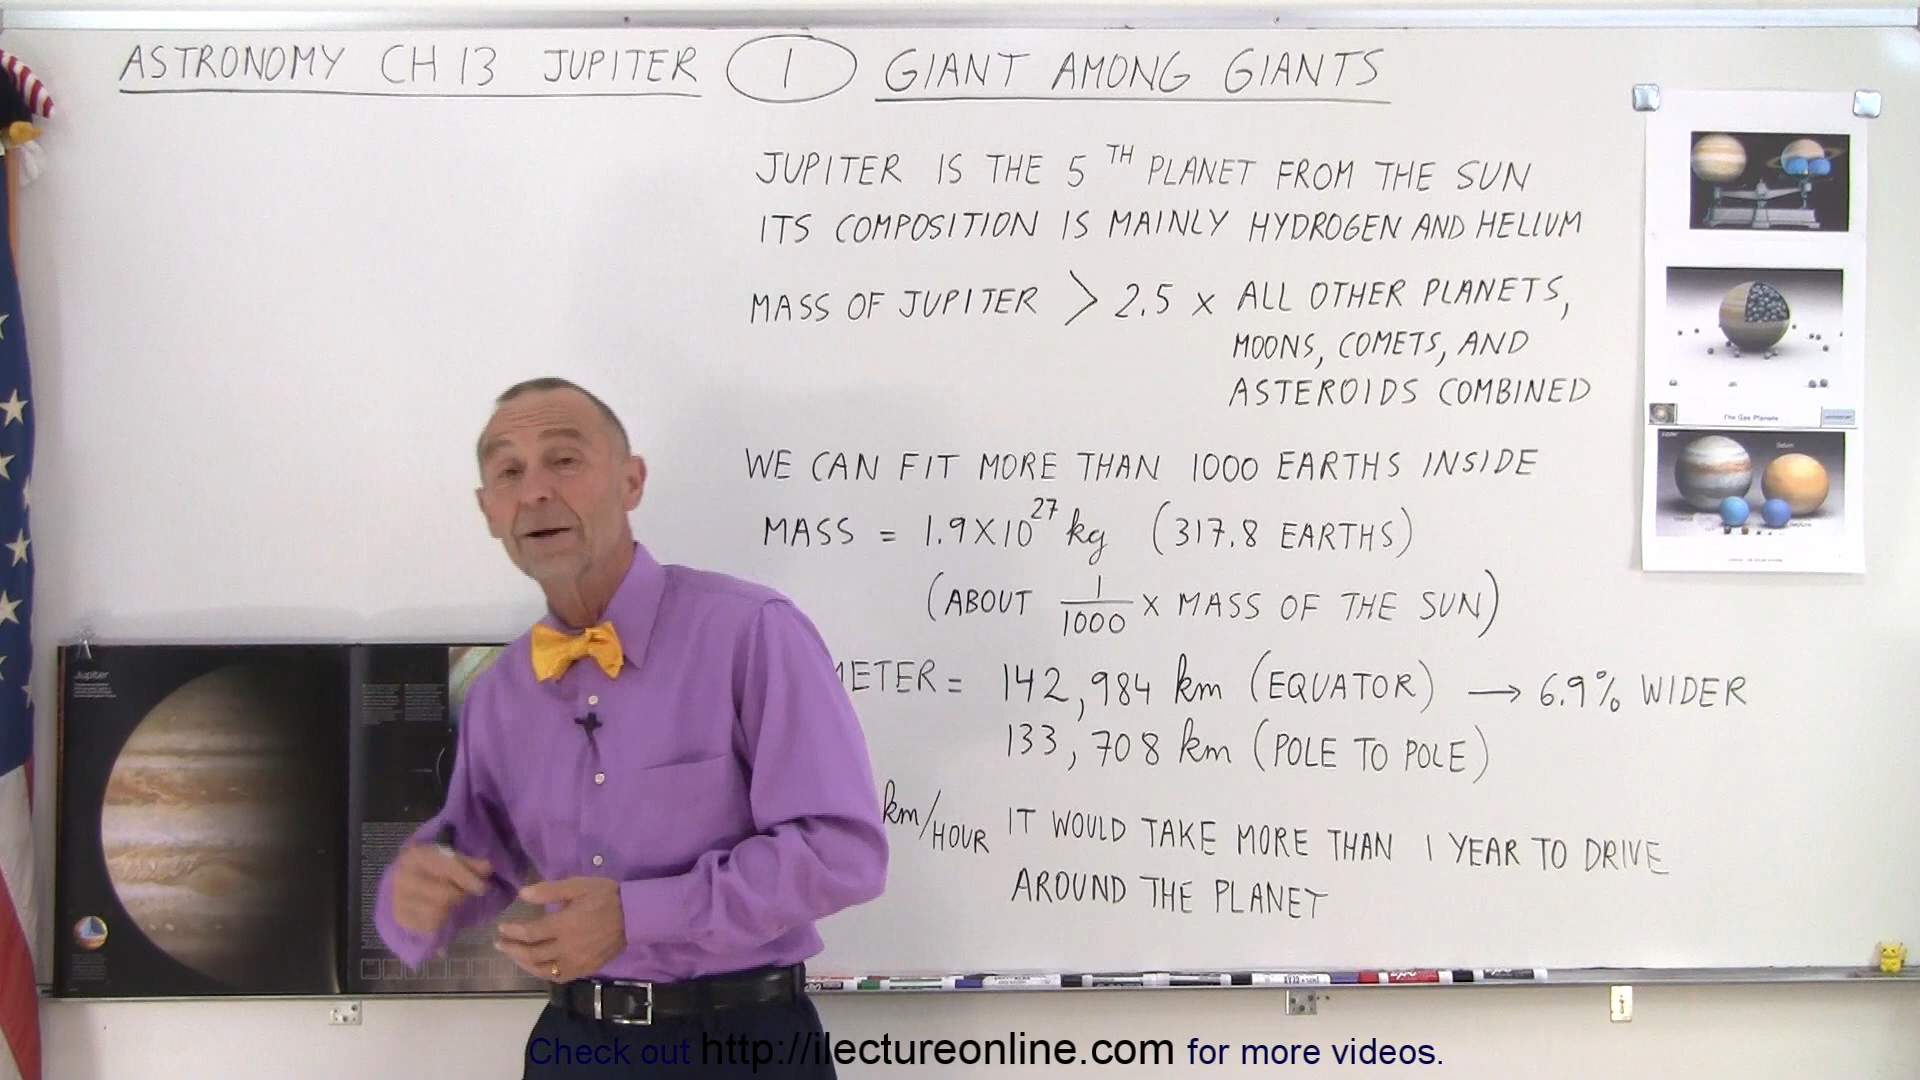 ASTRONOMY CH 13 JUPITER 1 GIANT AMONG GIANTS
JUPITER IS THE 5TH PLANET FROM THE SUN
ITS COMPOSITION IS MAINLY HYDROGEN AND HELIUM
MASS OF JUPITER > 2.5 x ALL OTHER PLANETS,
MOONS, COMETS, AND
ASTEROIDS COMBINED
WE CAN FIT MORE THAN 1000 EARTHS INSIDE
MASS = 1.9X10^27 kg (317.8 EARTHS)
(ABOUT 1/1000 X MASS OF THE SUN)
METER = 142,984 km (EQUATOR) → 6.9% WIDER
133,708 km (POLE TO POLE)
km/HOUR IT WOULD TAKE MORE THAN 1 YEAR TO DRIVE
AROUND THE PLANET
The Gas Planets
Saturn
Jupiter
Check out http://ilectureonline.com for more videos.